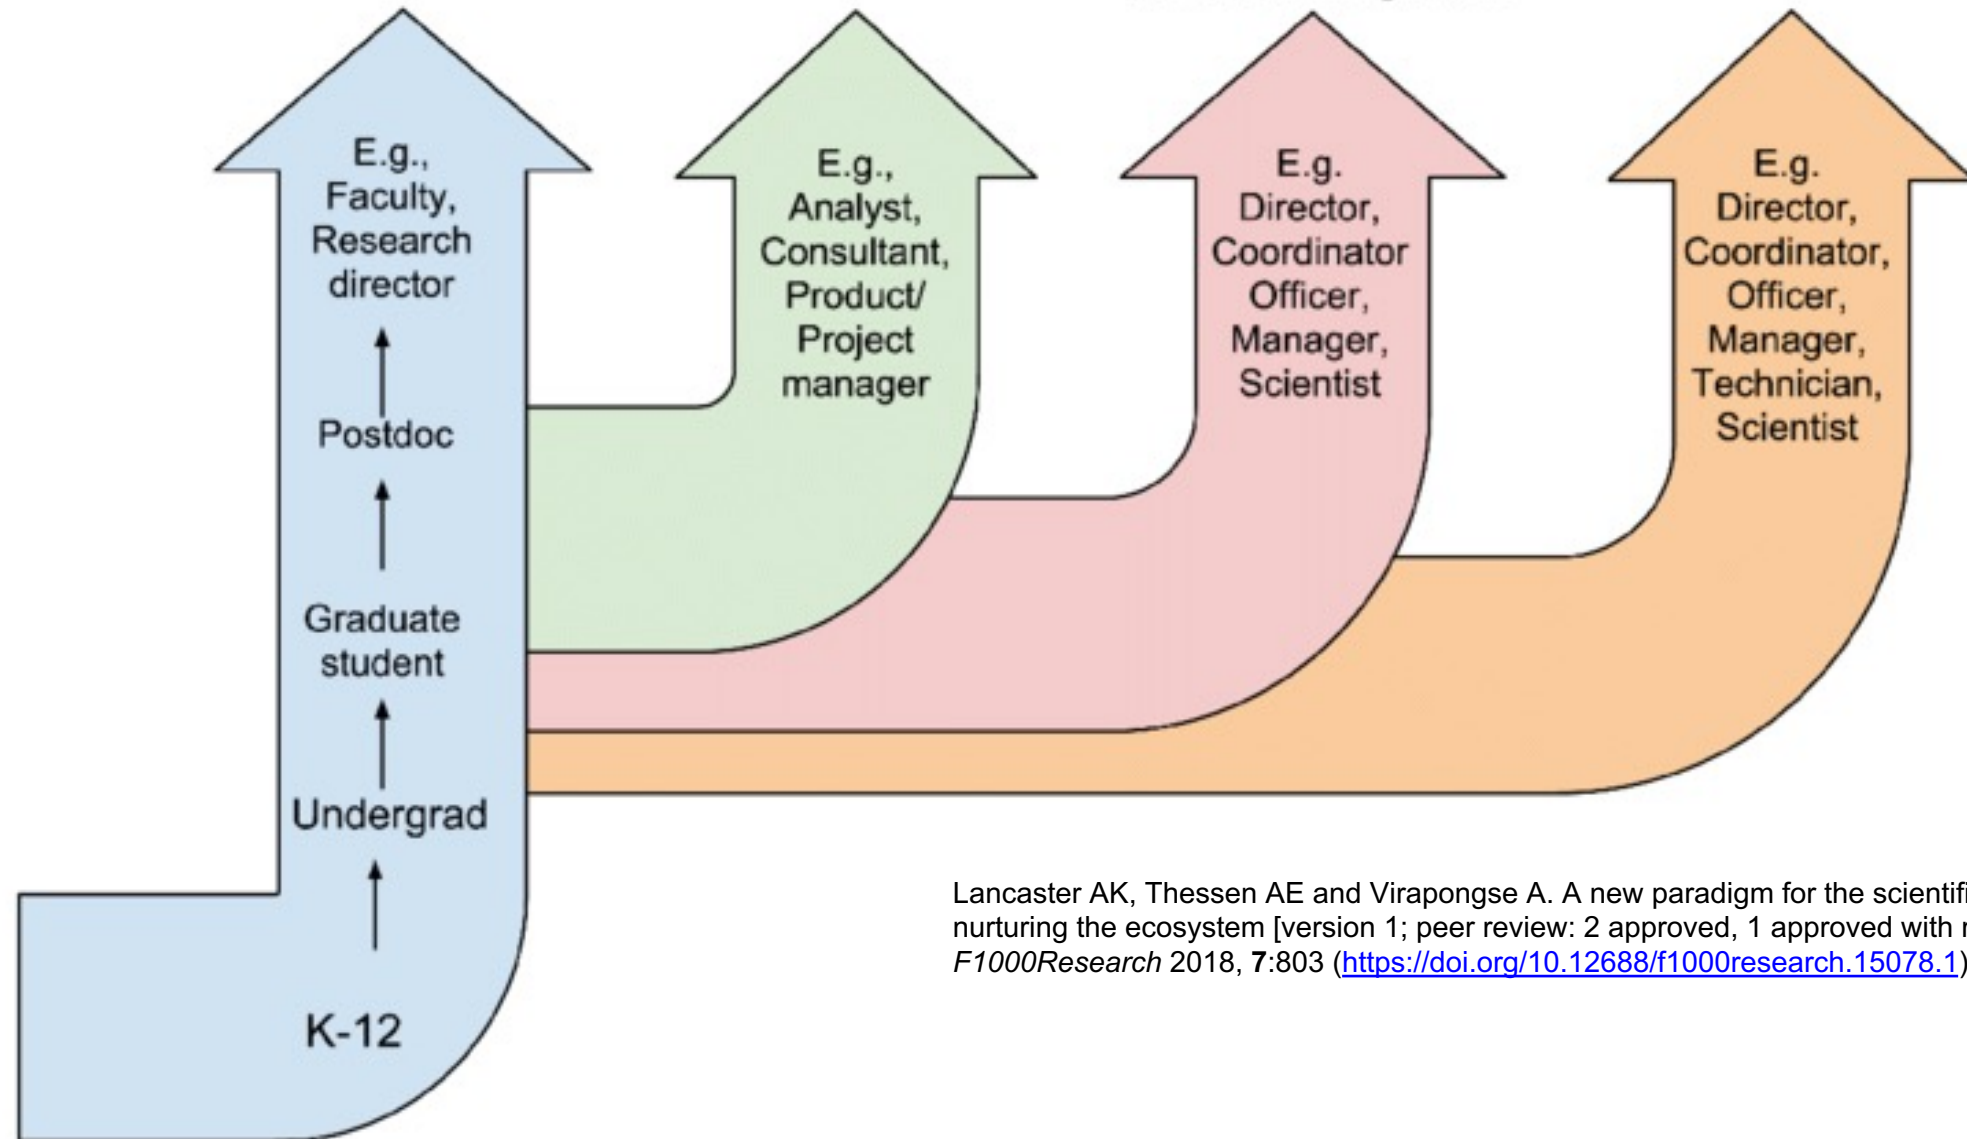 E.g.,
Faculty,
Research
director
Postdoc
Graduate
student
Undergrad
K-12
E.g.,
Analyst,
Consultant,
Product/
Project
manager
E.g.
Director,
Coordinator
Officer,
Manager,
Scientist
E.g.
Director,
Coordinator,
Officer,
Manager,
Technician,
Scientist
Lancaster AK, Thessen AE and Virapongse A. A new paradigm for the
nurturing the ecosystem [version 1; peer review: 2 approved, 1 approved with
F1000Research 2018, 7:803 (https://doi.org/10.12688/f1000research.15078.1)